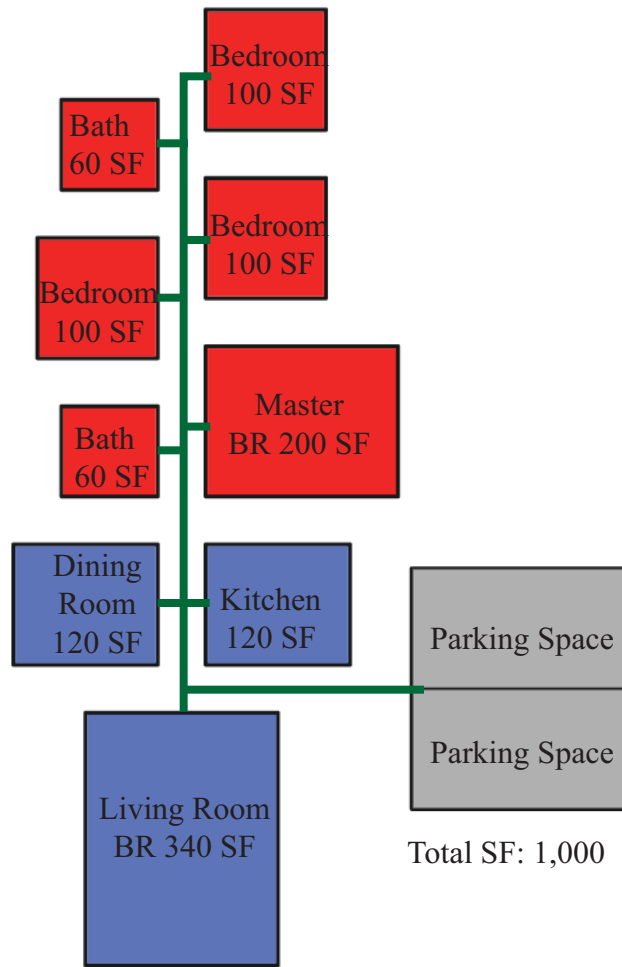 Bedroom
100 SF
Bath
60 SF
Bedroom
100 SF
Bedroom
100 SF
Master
BR 200 SF
Bath
60 SF
Dining
Room
120 SF
Kitchen
120 SF
Parking Space
Parking Space
Living Room
BR 340 SF
Total SF: 1,000